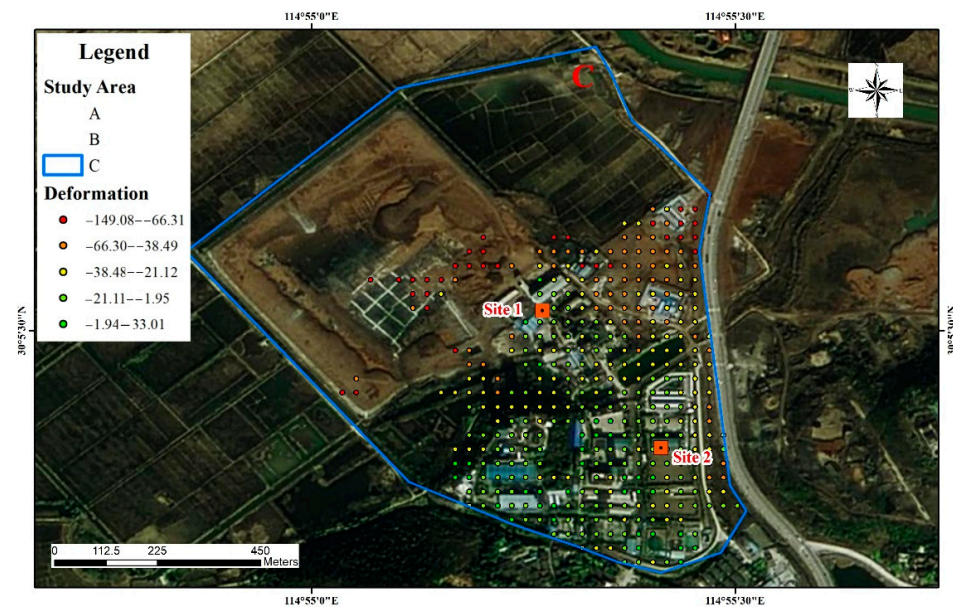 114°55'0"E
114°55'30"E
Legend
Study Area
A
B
C
Deformation
-149.08--66.31
-66.30--38.49
-38.48--21.12
-21.11--1.95
-1.94-33.01
C
Site 1
Site 2
30°5'30"N
30°5'30"N
0 112.5 225 450
Meters
114°55'0"E
114°55'30"E